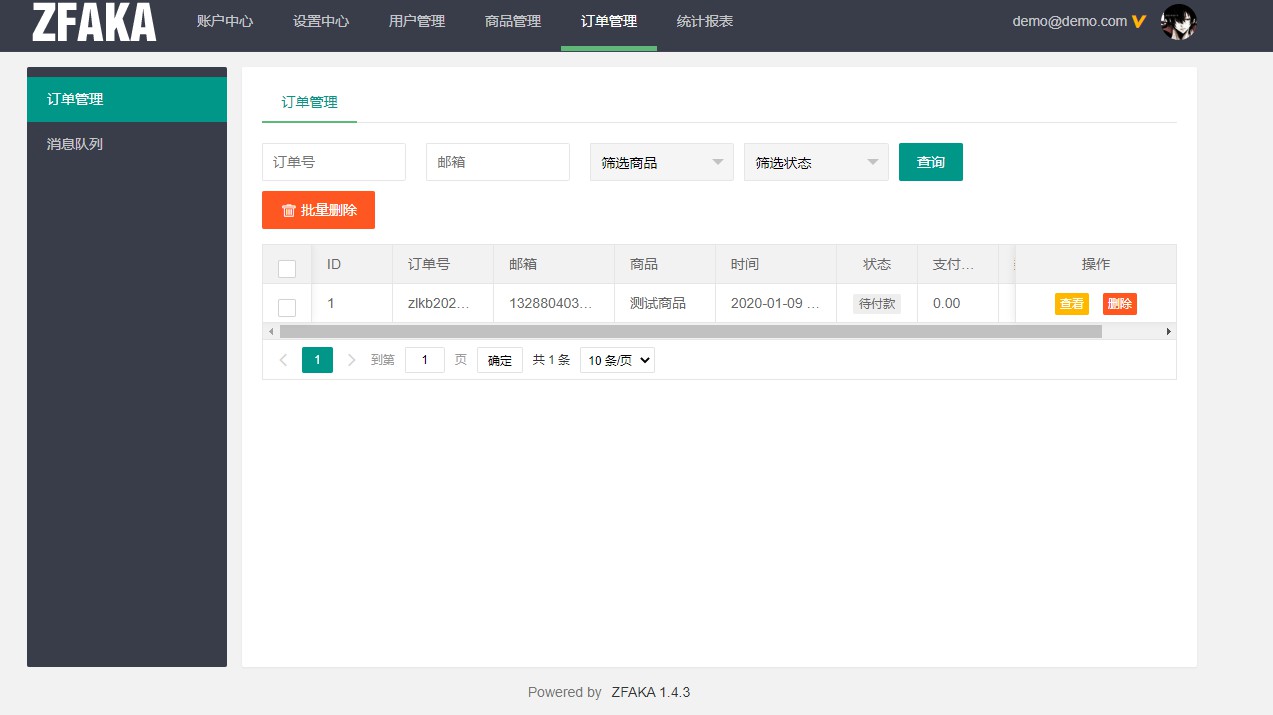 ZFAKA 账户中心 设置中心 用户管理 商品管理 订单管理 统计报表 demo@demo.com
订单管理
消息队列
订单管理
订单号 邮箱 筛选商品 筛选状态 查询
批量删除
ID 订单号 邮箱 商品 时间 状态 支付... 操作
1 zlkb202... 132880403... 测试商品 2020-01-09 ... 待付款 0.00 查看 删除
1 到第 1 页 确定 共 1 条 10 条/页
Powered by ZFAKA 1.4.3